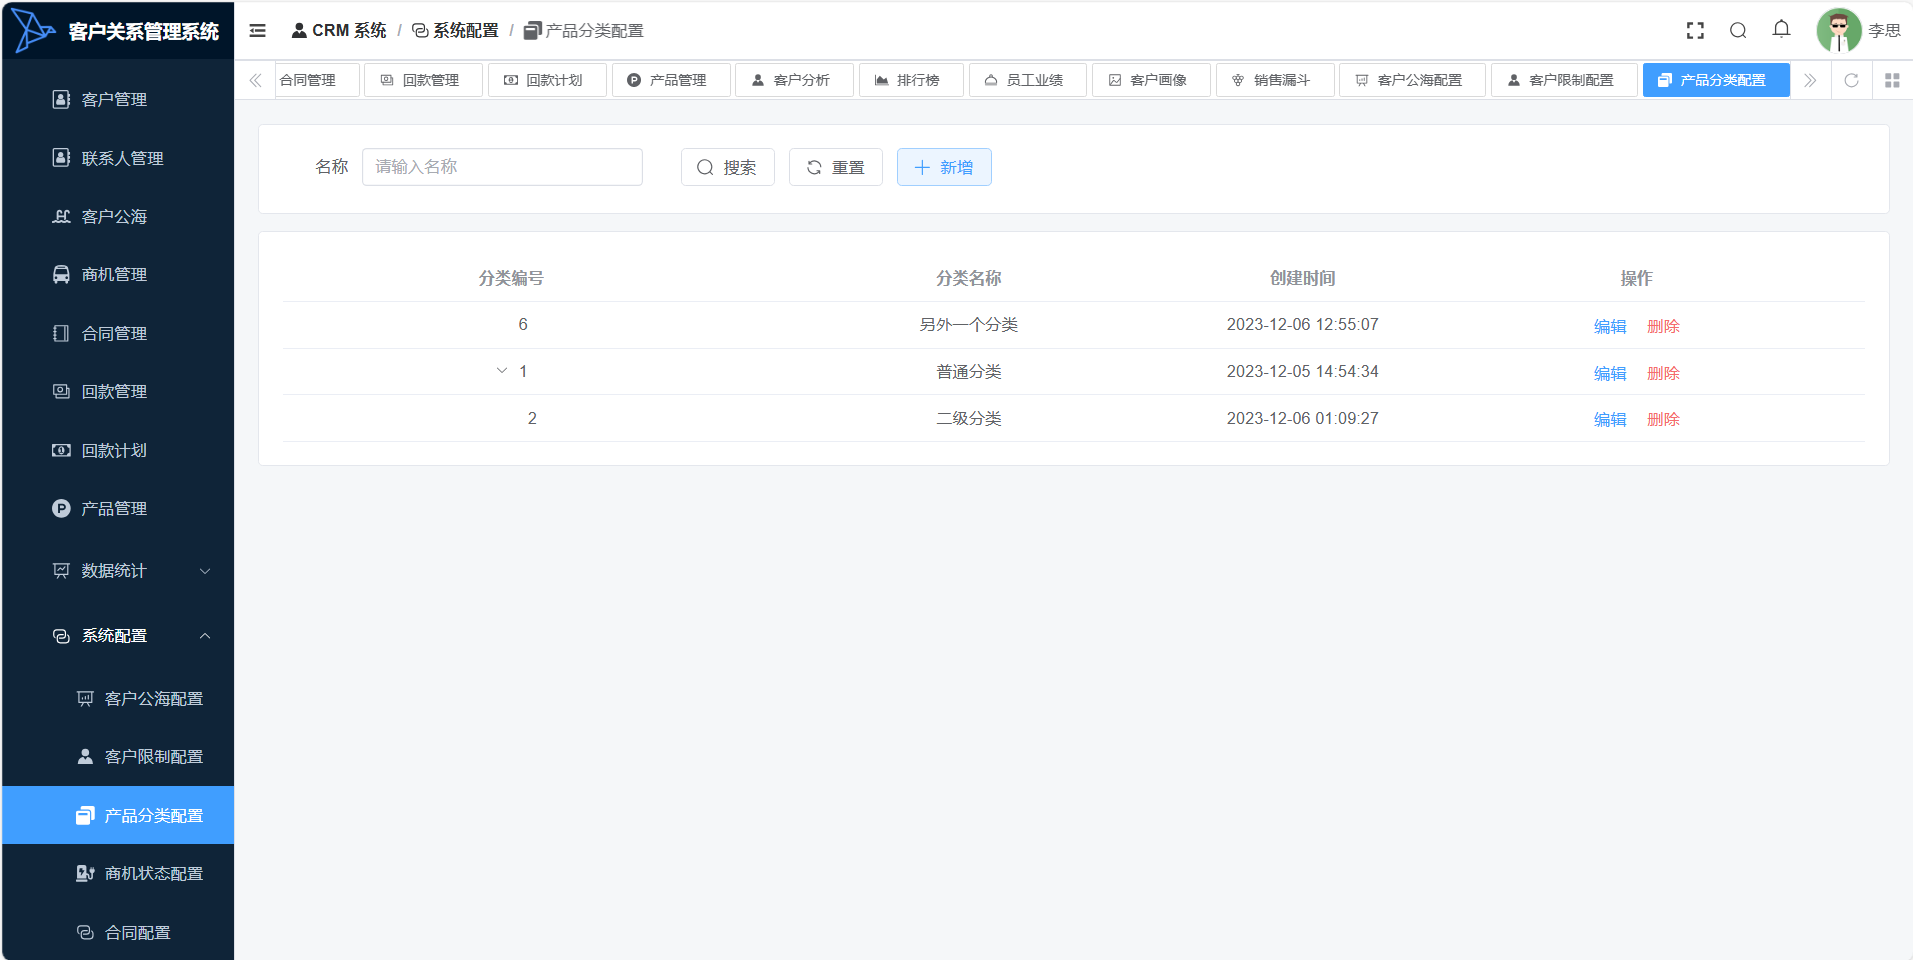 客户关系管理系统
CRM 系统 / 系统配置 / 产品分类配置
李思
合同管理 回款管理 回款计划 产品管理 客户分析 排行榜 员工业绩 客户画像 销售漏斗 客户公海配置 客户限制配置 产品分类配置
客户管理
联系人管理
客户公海
商机管理
合同管理
回款管理
回款计划
产品管理
数据统计
系统配置
客户公海配置
客户限制配置
产品分类配置
商机状态配置
合同配置
名称 请输入名称 搜索 重置 新增
分类编号 分类名称 创建时间 操作
6 另外一个分类 2023-12-06 12:55:07 编辑 删除
1 普通分类 2023-12-05 14:54:34 编辑 删除
2 二级分类 2023-12-06 01:09:27 编辑 删除